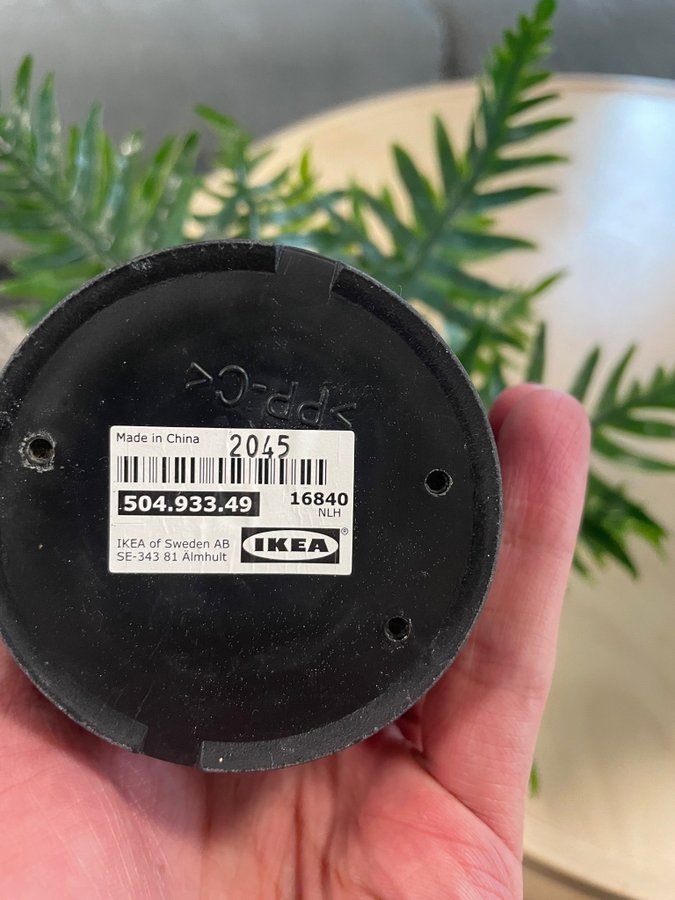 >PP-C<
Made in China 2045
504.933.49 16840
NLH
IKEA of Sweden AB
SE-343 81 Älmhult
IKEA®